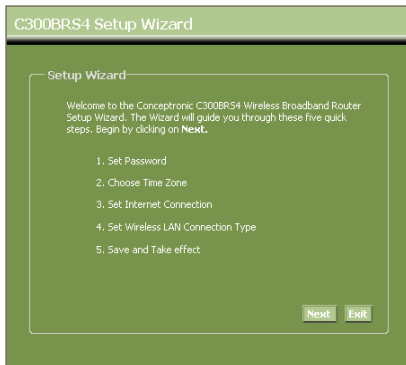 C300BRS4 Setup Wizard
Setup Wizard
Welcome to the Conceptronic C300BRS4 Wireless Broadband Router
Setup Wizard. The Wizard will guide you through these five quick
steps. Begin by clicking on Next.
1. Set Password
2. Choose Time Zone
3. Set Internet Connection
4. Set Wireless LAN Connection Type
5. Save and Take effect
Next Exit